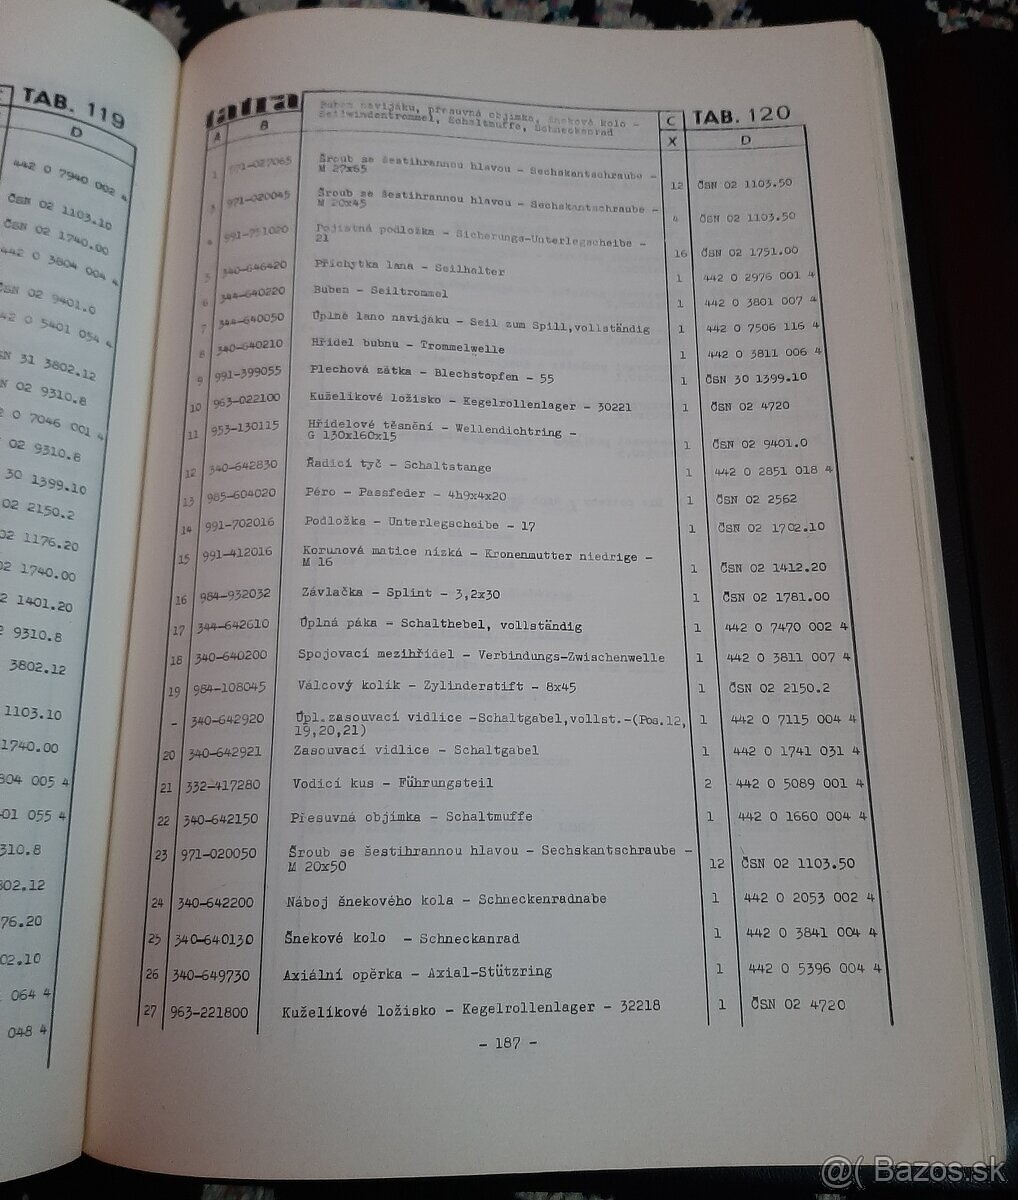 TAB. 119
D
442 0 7940 002 4
ČSN 02 1103.10
ČSN 02 1740.00
442 0 3804 004 4
ČSN 02 9401.0
42 0 5401 054 4
SN 31 3802.12
N 02 9310.8
2 0 7046 001 4
02 9310.8
30 1399.10
02 2150.2
02 1176.20
02 1740.00
2 1401.20
2 9310.8
3802.12
1103.10
1740.00
804 005 4
01 055 4
310.8
802.12
76.20
02.10
064 4
048 4
tatra
Buben navijáku, přesuvná objímka, šneková kolo -
Seilwindentrommel, Schaltmuffe, Schneckenrad
C TAB. 120
A B X D
1 971-027065 Šroub se šestihrannou hlavou - Sechskantschraube -
M 27x65 12 ČSN 02 1103.50
3 971-020045 Šroub se šestihrannou hlavou - Sechskantschraube -
M 20x45 4 ČSN 02 1103.50
4 991-751020 Pojistná podložka - Sicherungs-Unterlegscheibe -
21 16 ČSN 02 1751.00
5 340-646420 Příchytka lana - Seilhalter 1 442 0 2976 001 4
6 344-640220 Buben - Seiltrommel 1 442 0 3801 007 4
7 344-640050 Úplné lano navijáku - Seil zum Spill,vollständig 1 442 0 7506 116 4
8 340-640210 Hřídel bubnu - Trommelwelle 1 442 0 3811 006 4
9 991-399055 Plechová zátka - Blechstopfen - 55 1 ČSN 30 1399.10
10 963-022100 Kuželíkové ložisko - Kegelrollenlager - 30221 1 ČSN 02 4720
11 953-130115 Hřídelové těsnění - Wellendichtring -
G 130x160x15 1 ČSN 02 9401.0
12 340-642830 Řadicí tyč - Schaltstange 1 442 0 2851 018 4
13 985-604020 Péro - Passfeder - 4h9x4x20 1 ČSN 02 2562
14 991-702016 Podložka - Unterlegscheibe - 17 1 ČSN 02 1702.10
15 991-412016 Korunová matice nízká - Kronenmutter niedrige -
M 16 1 ČSN 02 1412.20
16 984-932032 Závlačka - Splint - 3,2x30 1 ČSN 02 1781.00
17 344-642610 Úplná páka - Schalthebel, vollständig 1 442 0 7470 002 4
18 340-640200 Spojovací mezihřídel - Verbindungs-Zwischenwelle 1 442 0 3811 007 4
19 984-108045 Válcový kolík - Zylinderstift - 8x45 1 ČSN 02 2150.2
- 340-642920 Úpl.zasouvací vidlice -Schaltgabel,vollst.-(Pos.12, 1 442 0 7115 004 4
19,20,21)
20 340-642921 Zasouvací vidlice - Schaltgabel 1 442 0 1741 031 4
21 332-417280 Vodicí kus - Führungsteil 2 442 0 5089 001 4
22 340-642150 Přesuvná objímka - Schaltmuffe 1 442 0 1660 004 4
23 971-020050 Šroub se šestihrannou hlavou - Sechskantschraube -
M 20x50 12 ČSN 02 1103.50
24 340-642200 Náboj šnekového kola - Schneckenradnabe 1 442 0 2053 002 4
25 340-640130 Šnekové kolo - Schneckanrad 1 442 0 3841 004 4
26 340-649730 Axiální opěrka - Axial-Stützring 1 442 0 5396 004 4
27 963-221800 Kuželíkové ložisko - Kegelrollenlager - 32218 1 ČSN 02 4720
- 187 -
@( Bazos.sk